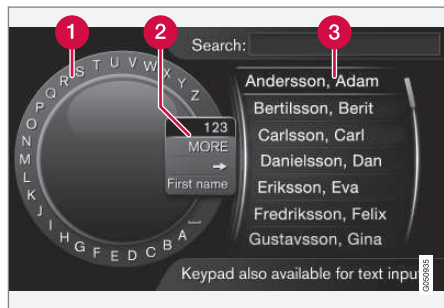 1
2
3
Search:
A B C D E F G H I J K L M N O P Q R S T U V W X Y Z
123
MORE
First name
Andersson, Adam
Bertilsson, Berit
Carlsson, Carl
Danielsson, Dan
Eriksson, Eva
Fredriksson, Felix
Gustavsson, Gina
Keypad also available for text input
G050935